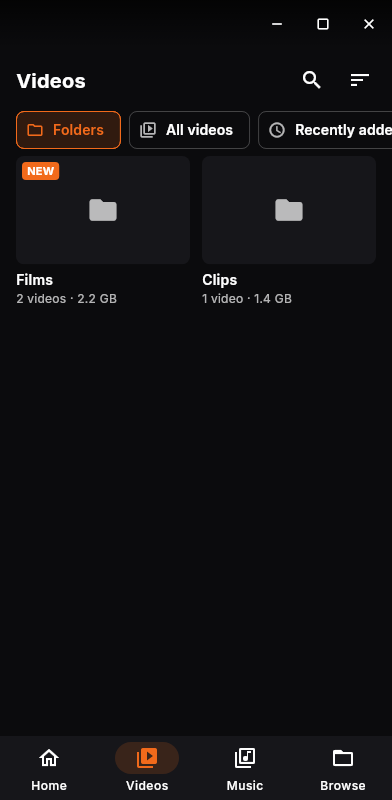 Videos
Folders
All videos
Recently adde
NEW
Films
2 videos · 2.2 GB
Clips
1 video · 1.4 GB
Home
Videos
Music
Browse